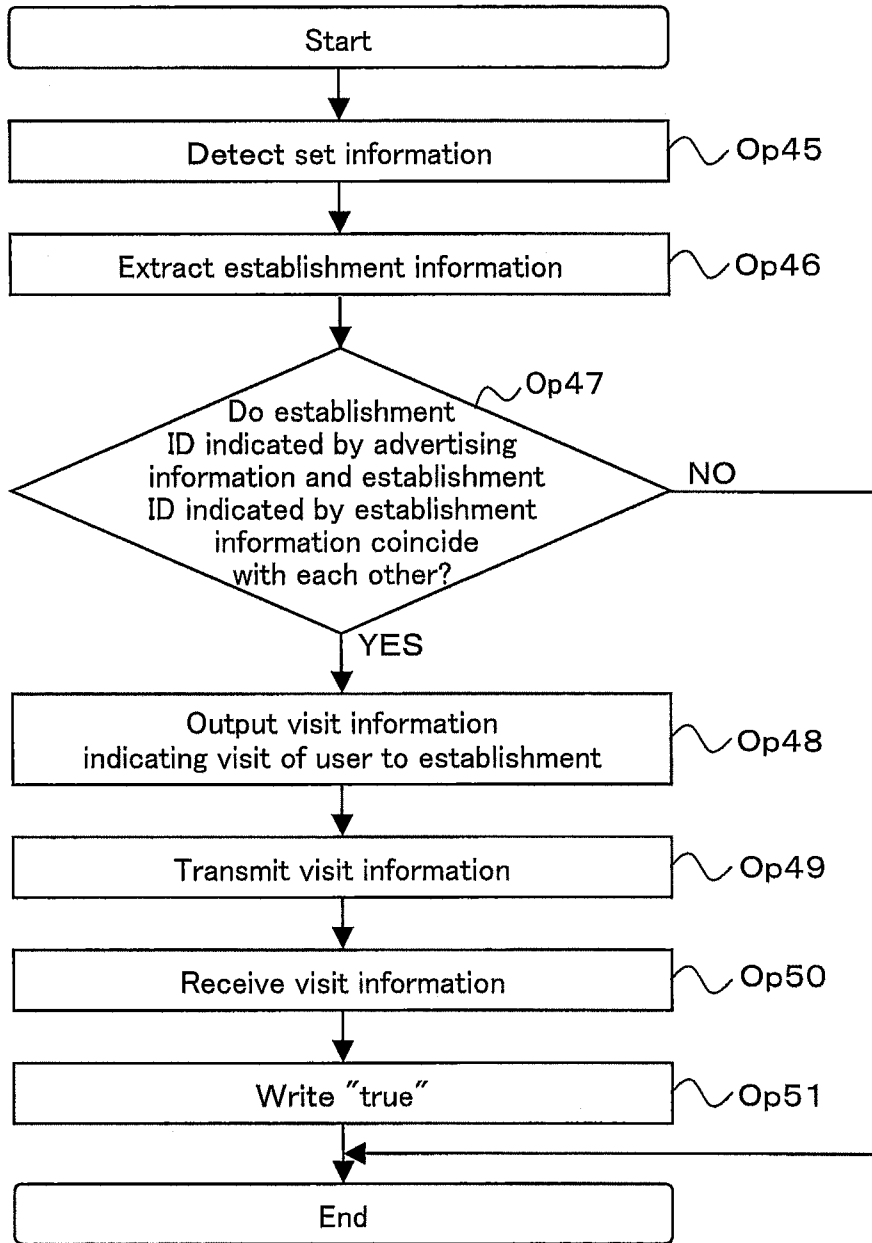 Start
Detect set information
Op45
Extract establishment information
Op46
Op47
Do establishment
ID indicated by advertising
information and establishment
ID indicated by establishment
information coincide
with each other?
NO
YES
Output visit information
indicating visit of user to establishment
Op48
Transmit visit information
Op49
Receive visit information
Op50
Write "true"
Op51
End